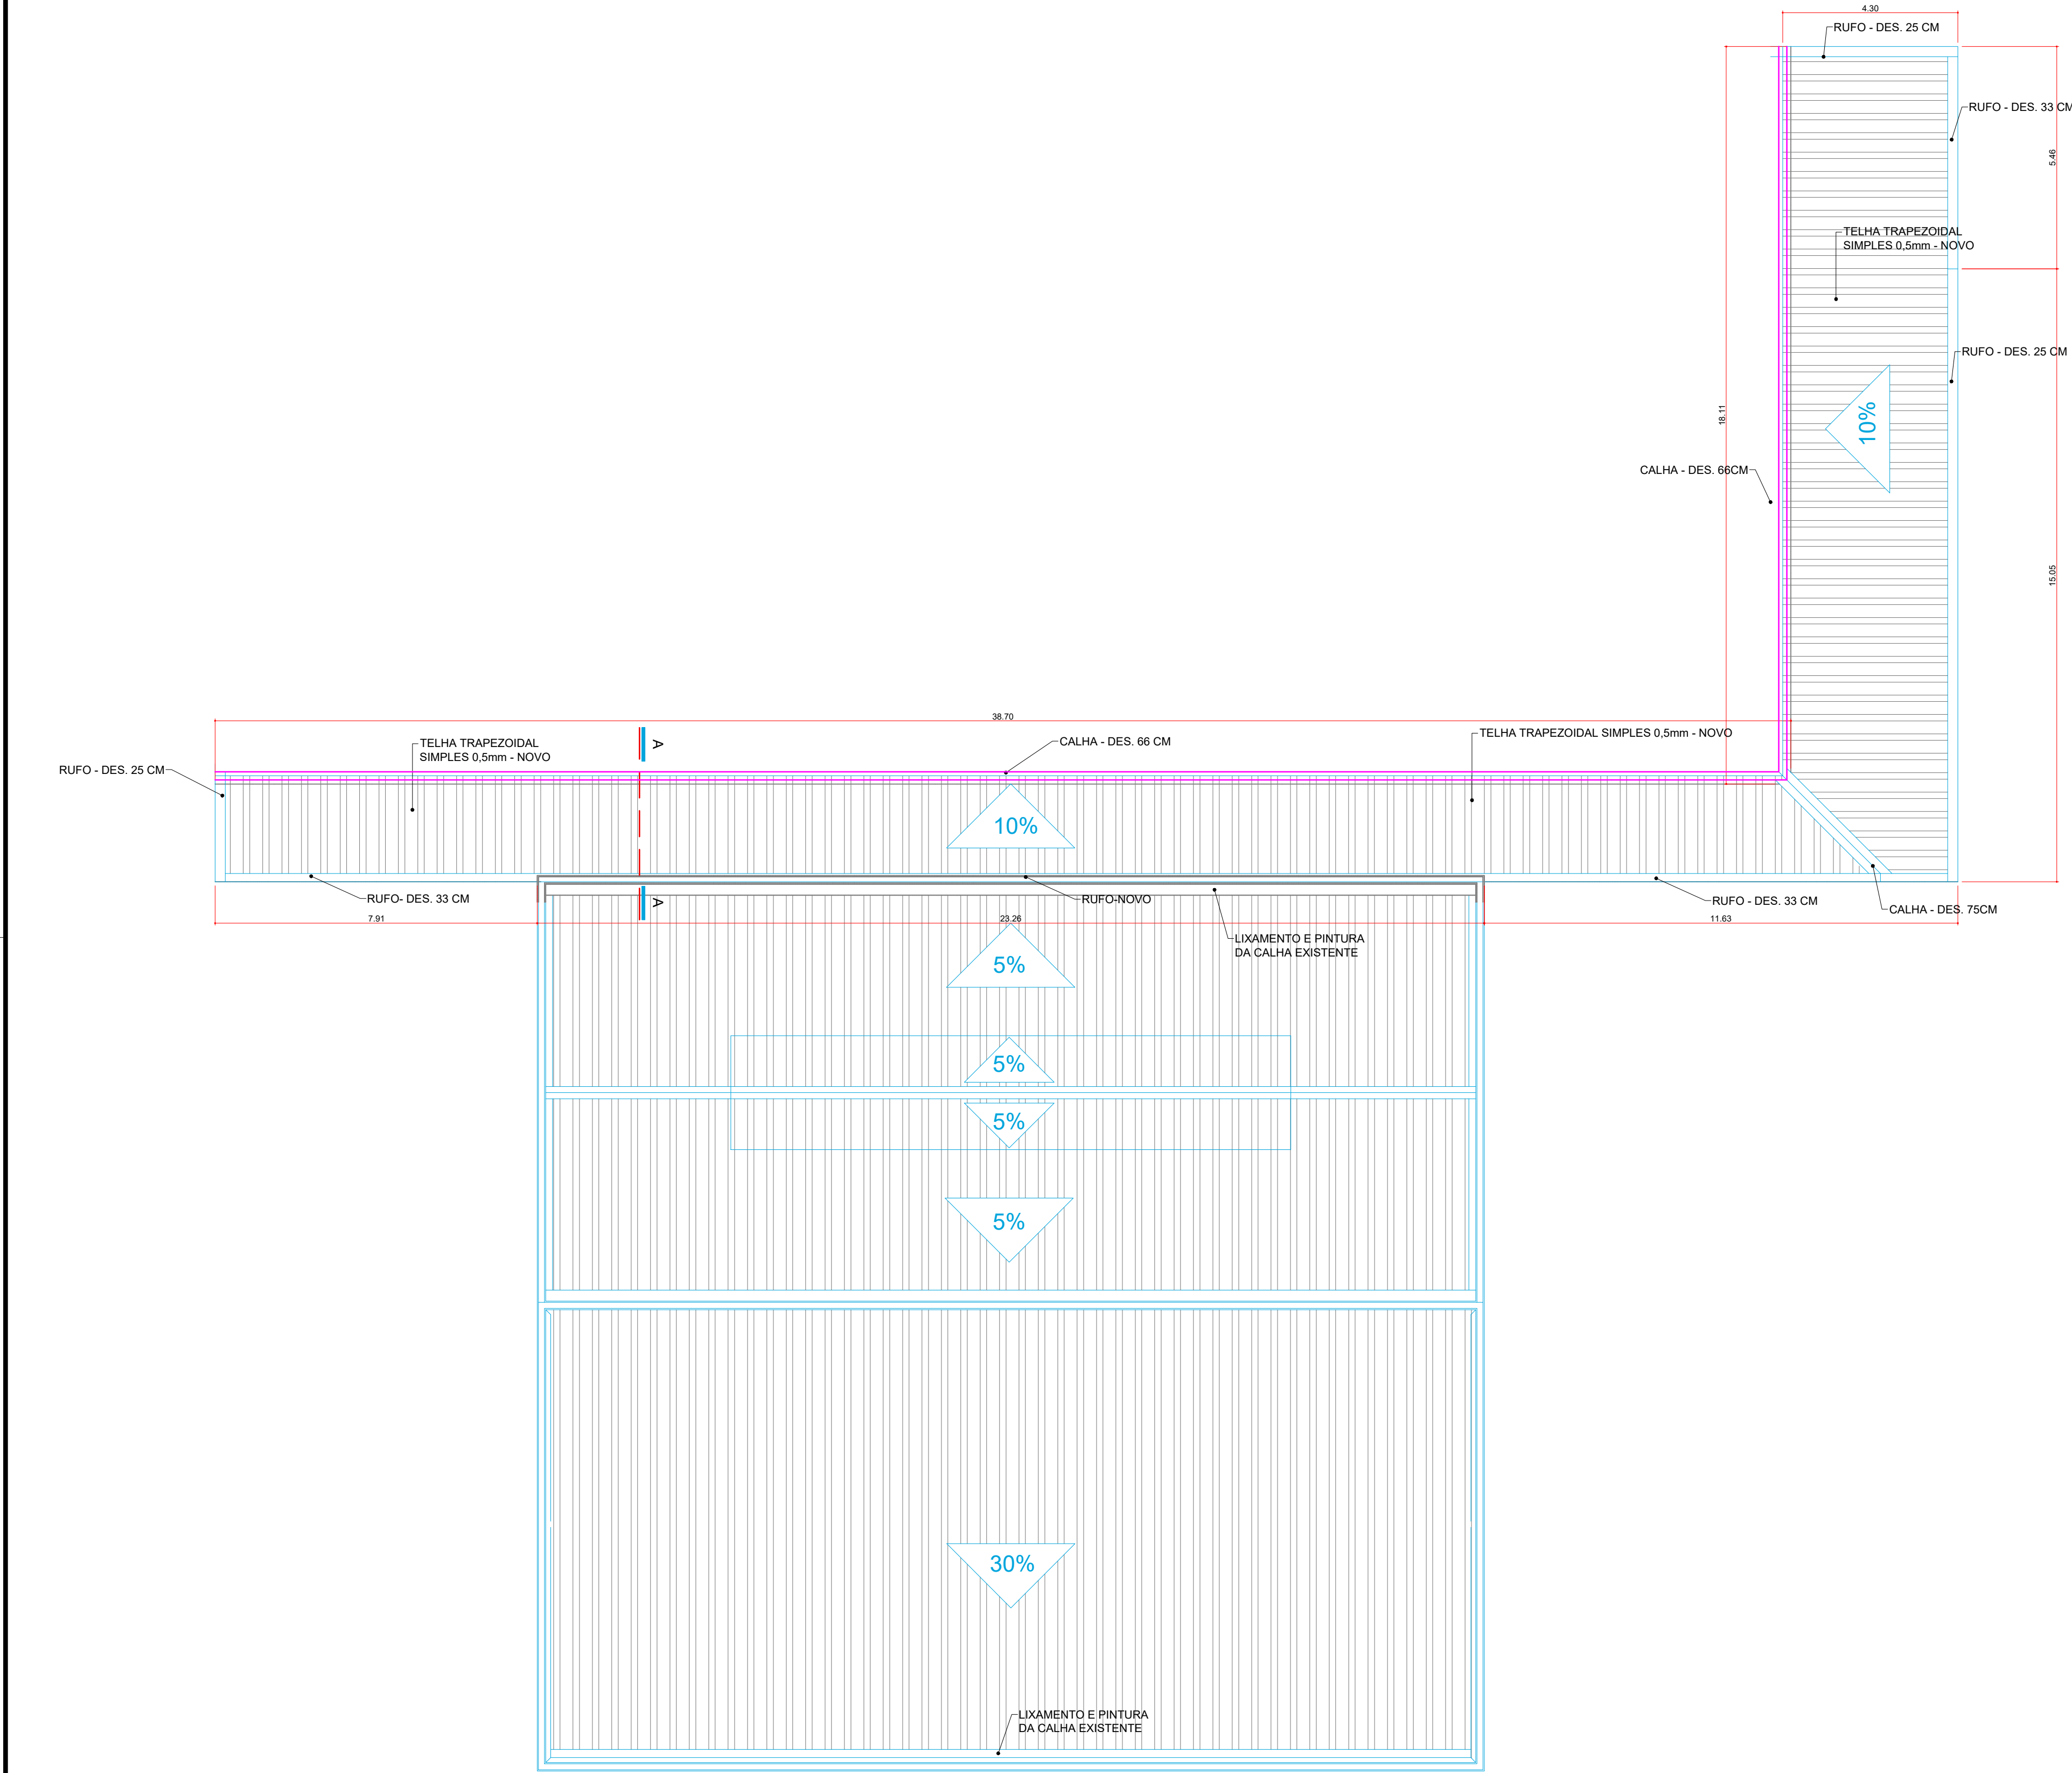 4.30
RUFO - DES. 25 CM
RUFO - DES. 33 CM
5.46
TELHA TRAPEZOIDAL
SIMPLES 0,5mm - NOVO
RUFO - DES. 25 CM
10%
18.11
CALHA - DES. 66CM
15.05
38.70
TELHA TRAPEZOIDAL
SIMPLES 0,5mm - NOVO
A
CALHA - DES. 66 CM
TELHA TRAPEZOIDAL SIMPLES 0,5mm - NOVO
RUFO - DES. 25 CM
10%
RUFO- DES. 33 CM
A
RUFO-NOVO
RUFO - DES. 33 CM
CALHA - DES. 75CM
7.91
23.26
11.63
LIXAMENTO E PINTURA
DA CALHA EXISTENTE
5%
5%
5%
5%
30%
LIXAMENTO E PINTURA
DA CALHA EXISTENTE